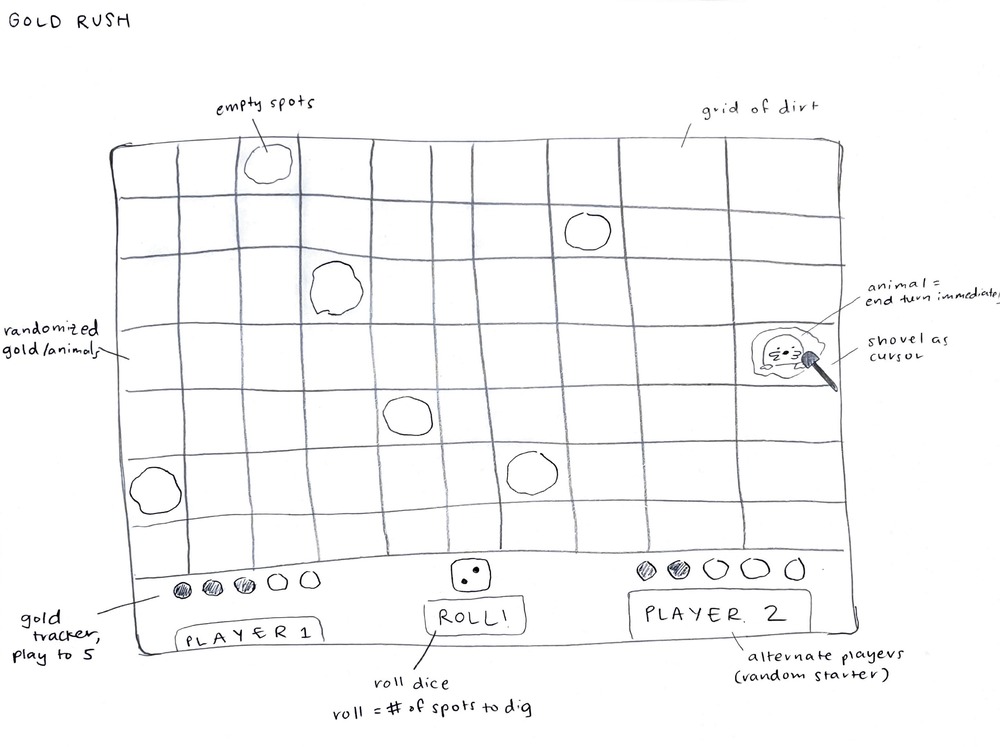 GOLD RUSH
empty spots
grid of dirt
animal =
end turn immediately
shovel as
cursor
randomized
gold/animals
gold
tracker,
play to 5
PLAYER 1
ROLL!
PLAYER 2
roll dice
roll = # of spots to dig
alternate players
(random starter)